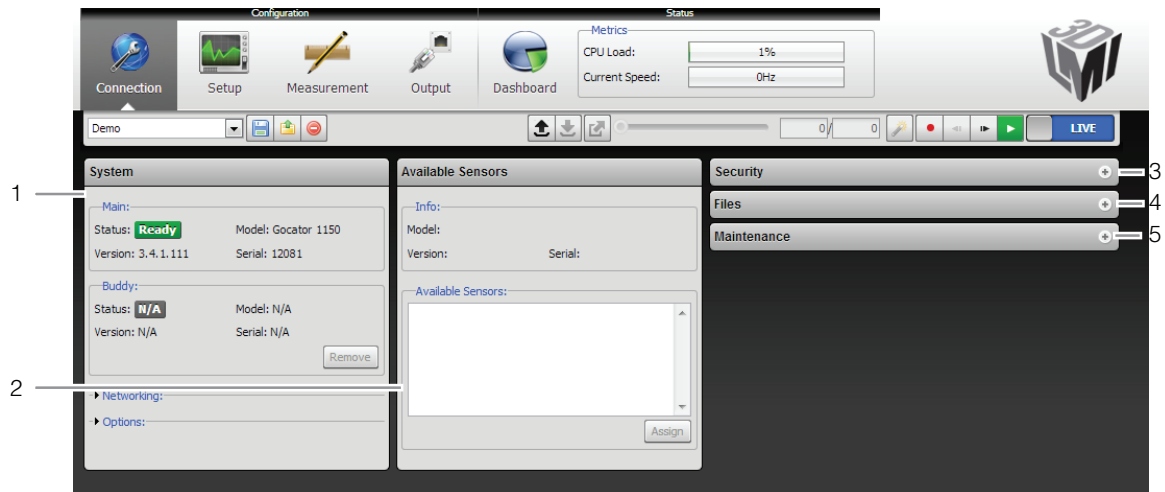 Configuration
Status
Connection
Setup
Measurement
Output
Dashboard
Metrics
CPU Load:
1%
Current Speed:
0Hz
3D
LMI
Demo
0/
0
LIVE
System
Main:
Status: Ready
Model: Gocator 1150
Version: 3.4.1.111
Serial: 12081
Buddy:
Status: N/A
Model: N/A
Version: N/A
Serial: N/A
Remove
Networking:
Options:
Available Sensors
Info:
Model:
Version:
Serial:
Available Sensors:
Assign
Security
Files
Maintenance
1
2
3
4
5